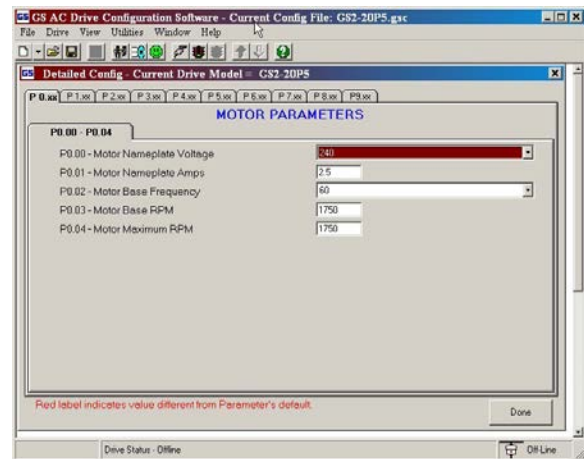 GS AC Drive Configuration Software - Current Config File: GS2-20P5.gsc
File Drive View Utilities Window Help
GS Detailed Config - Current Drive Model = GS2-20P5
P 0.xx P 1.xx P 2.xx P 3.xx P 4.xx P 5.xx P 6.xx P 7.xx P 8.xx P9.xx
MOTOR PARAMETERS
P0.00 - P0.04
P0.00 - Motor Nameplate Voltage 240
P0.01 - Motor Nameplate Amps 2.5
P0.02 - Motor Base Frequency 60
P0.03 - Motor Base RPM 1750
P0.04 - Motor Maximum RPM 1750
Red label indicates value different from Parameter's default.
Done
Drive Status - Offline Off-Line